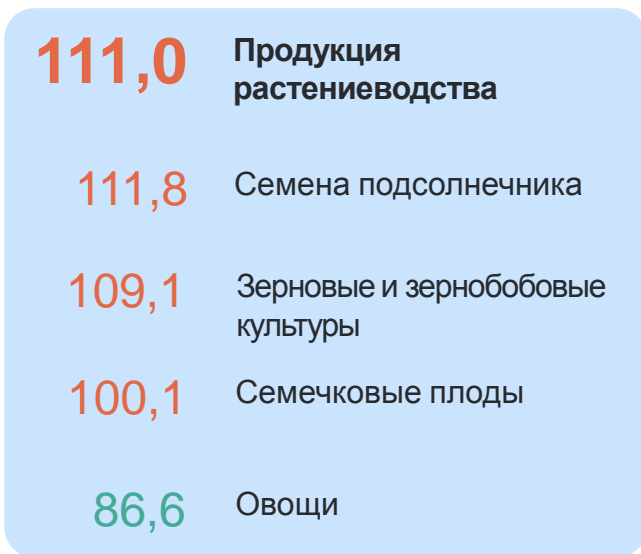 111,0 Продукция
растениеводства
111,8 Семена подсолнечника
109,1 Зерновые и зернобобовые
культуры
100,1 Семечковые плоды
86,6 Овощи